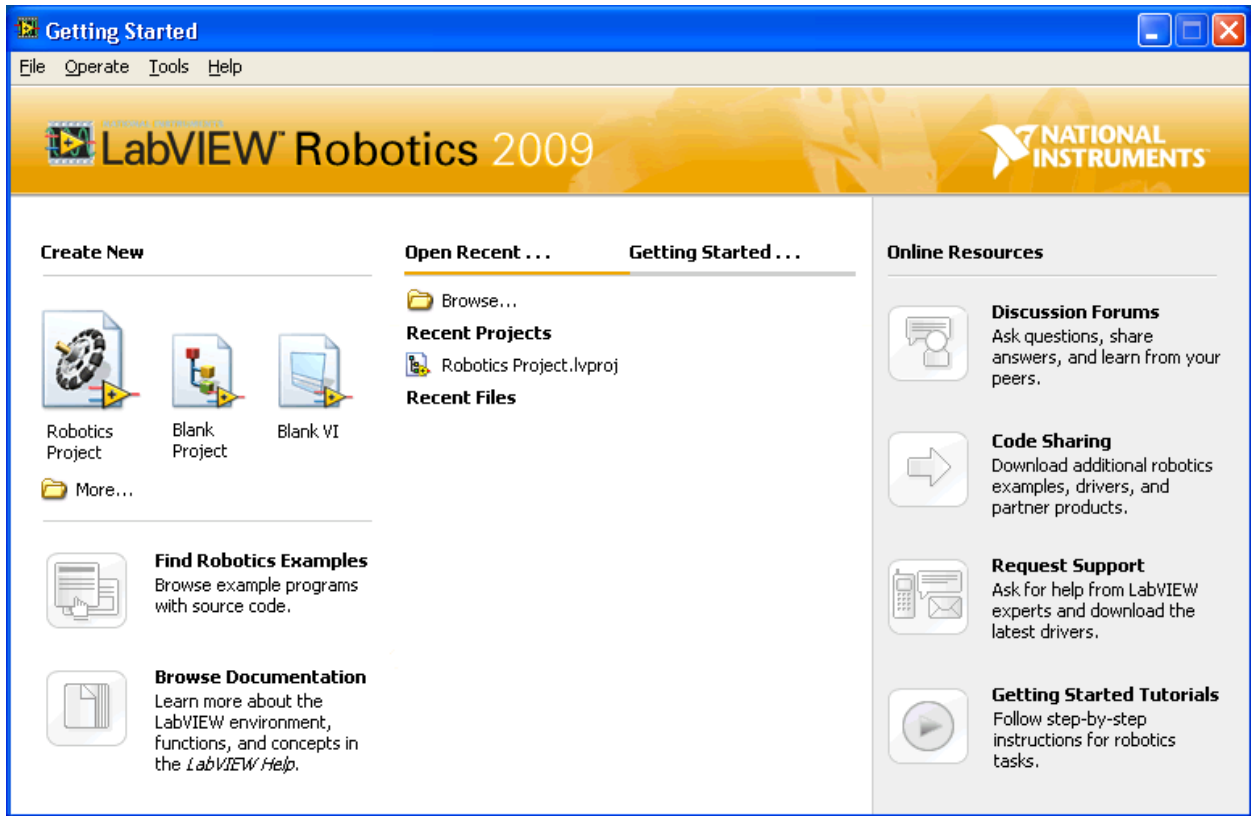 Getting Started
File Operate Tools Help
NATIONAL INSTRUMENTS
LabVIEW™ Robotics 2009
NATIONAL
INSTRUMENTS™
Create New
Robotics
Project
Blank
Project
Blank VI
More...
Find Robotics Examples
Browse example programs
with source code.
Browse Documentation
Learn more about the
LabVIEW environment,
functions, and concepts in
the LabVIEW Help.
Open Recent . . .
Getting Started . . .
Browse...
Recent Projects
Robotics Project.lvproj
Recent Files
Online Resources
Discussion Forums
Ask questions, share
answers, and learn from your
peers.
Code Sharing
Download additional robotics
examples, drivers, and
partner products.
Request Support
Ask for help from LabVIEW
experts and download the
latest drivers.
Getting Started Tutorials
Follow step-by-step
instructions for robotics
tasks.